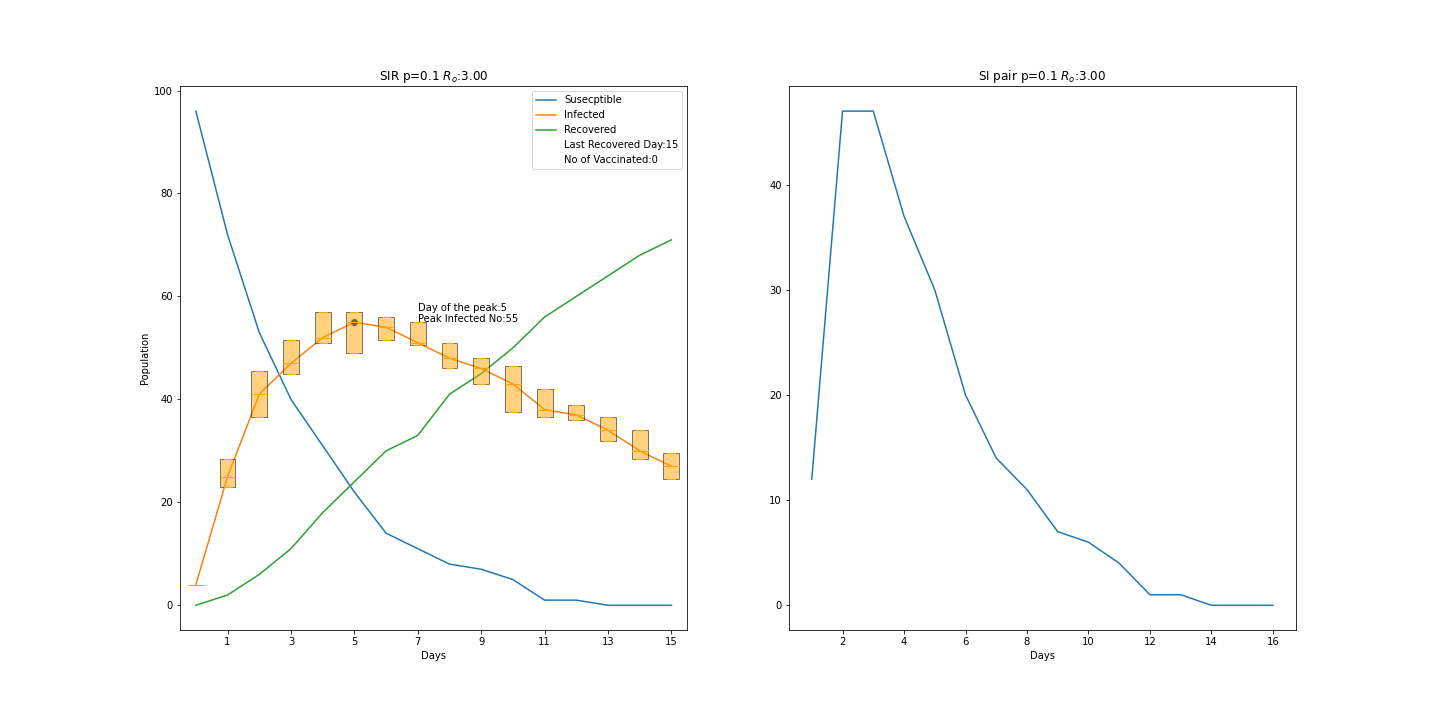 SIR p=0.1 Rₒ:3.00
Susecptible
Infected
Recovered
Last Recovered Day:15
No of Vaccinated:0
Day of the peak:5
Peak Infected No:55
Population
100
80
60
40
20
0
1 3 5 7 9 11 13 15
Days
SI pair p=0.1 Rₒ:3.00
40
30
20
10
0
2 4 6 8 10 12 14 16
Days